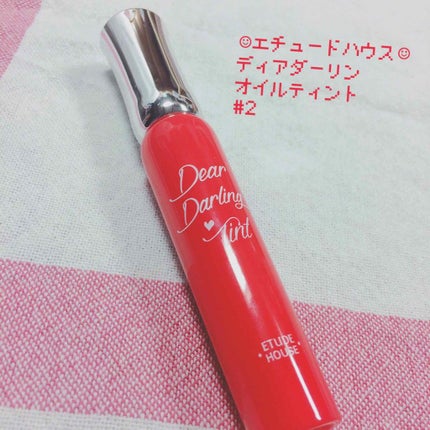 ☺エチュードハウス☺
ディアダーリン
オイルティント
#2
Dear
Darling
Tint
ETUDE
HOUSE